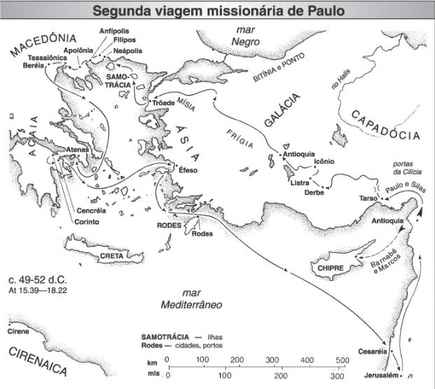 Segunda viagem missionária de Paulo
MACEDÔNIA
Anfípolis
Filipos
Apolônia
Neápolis
Tessalônica
Beréia
SAMO-
TRÁCIA
mar
Negro
BITÍNIA e PONTO
rio Halis
GALÁCIA
CAPADÓCIA
Trôade
MÍSIA
FRÍGIA
ÁSIA
ACAIA
Atenas
Éfeso
Antioquia
Icônio
Listra
Derbe
portas
da Cilícia
Tarso
Paulo e Silas
Antioquia
Cencréia
Corinto
RODES
Rodes
CRETA
CHIPRE
Barnabé
e Marcos
c. 49-52 d.C.
At 15.39—18.22
mar
Mediterrâneo
Cirene
CIRENAICA
SAMOTRÁCIA — Ilhas
Rodes — cidades, portos
km 0 100 200 300 400 500
mls 0 100 200 300
Cesaréia
Jerusalém